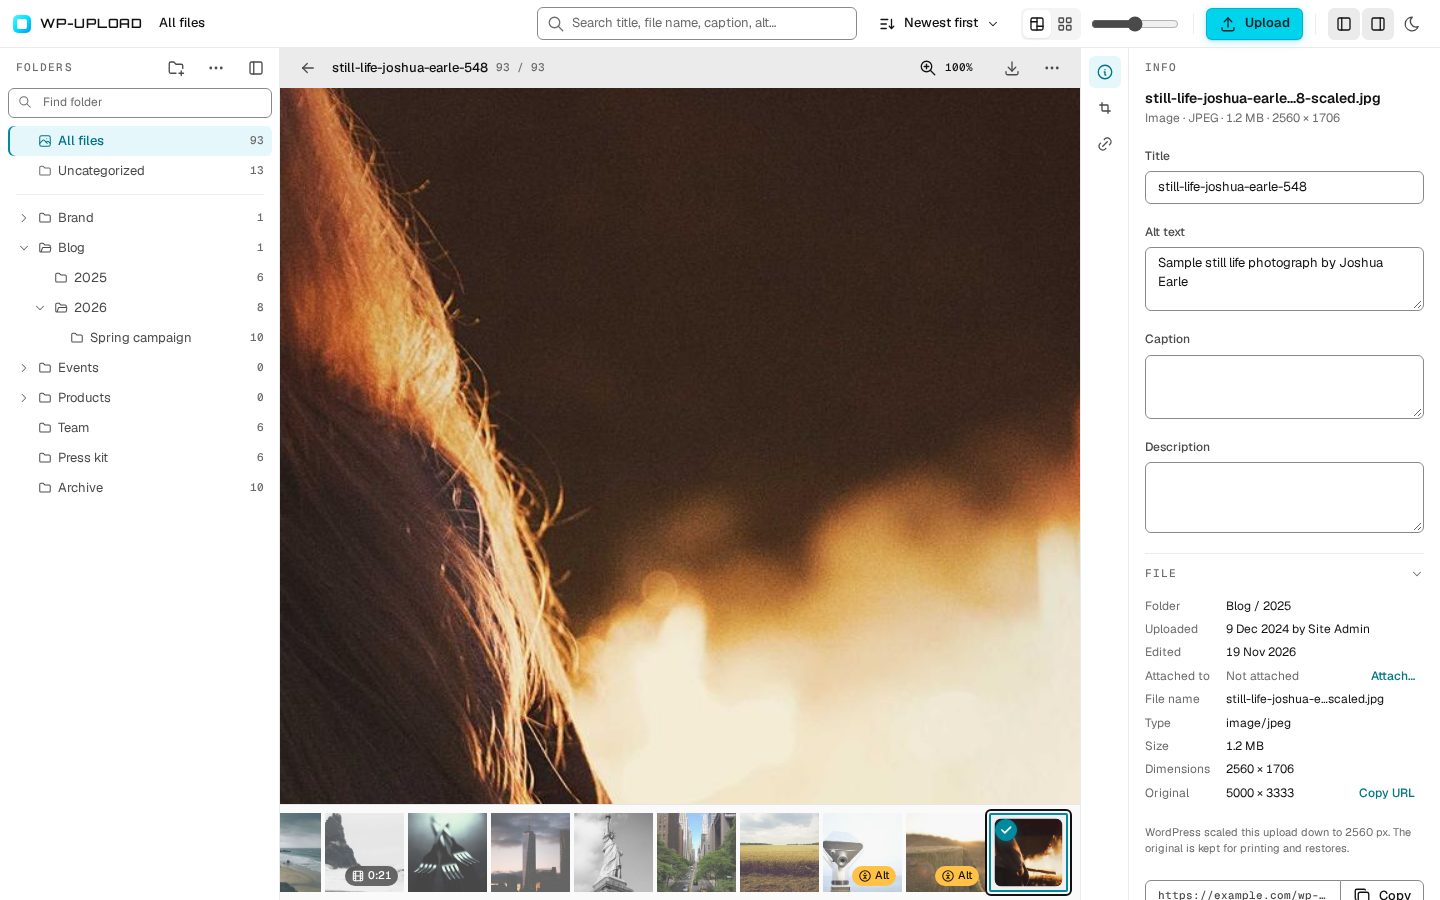 WP-UPLOAD All files Search title, file name, caption, alt… Newest first Upload
FOLDERS
Find folder
All files 93
Uncategorized 13
Brand 1
Blog 1
2025 6
2026 8
Spring campaign 10
Events 0
Products 0
Team 6
Press kit 6
Archive 10
still-life-joshua-earle-548 93 / 93 100%
0:21
Alt
Alt
INFO
still-life-joshua-earle…8-scaled.jpg
Image · JPEG · 1.2 MB · 2560 × 1706
Title
still-life-joshua-earle-548
Alt text
Sample still life photograph by Joshua
Earle
Caption
Description
FILE
Folder Blog / 2025
Uploaded 9 Dec 2024 by Site Admin
Edited 19 Nov 2026
Attached to Not attached Attach…
File name still-life-joshua-e…scaled.jpg
Type image/jpeg
Size 1.2 MB
Dimensions 2560 × 1706
Original 5000 × 3333 Copy URL
WordPress scaled this upload down to 2560 px. The
original is kept for printing and restores.
https://example.com/wp-… Copy